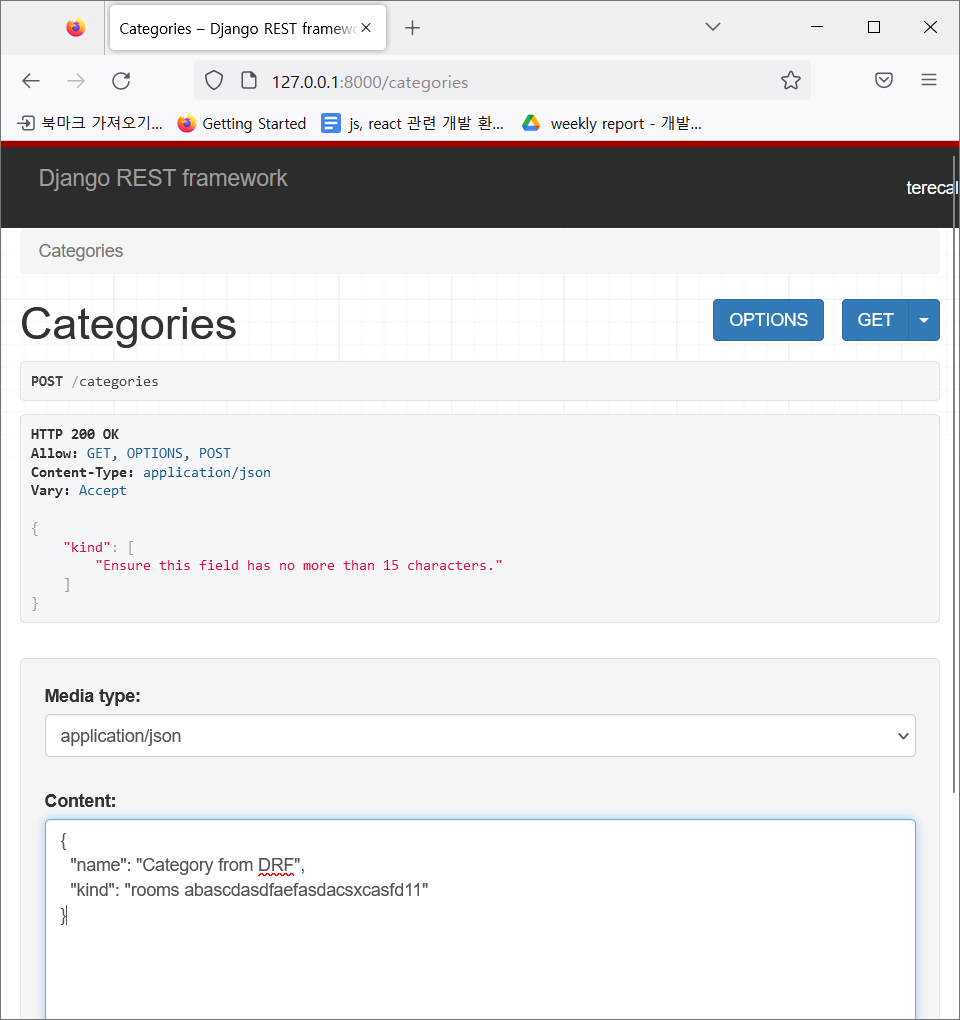 Categories – Django REST framewo
127.0.0.1:8000/categories
북마크 가져오기... Getting Started js, react 관련 개발 환... weekly report - 개발...
Django REST framework
terecal
Categories
Categories
OPTIONS GET
POST /categories
HTTP 200 OK
Allow: GET, OPTIONS, POST
Content-Type: application/json
Vary: Accept
{
"kind": [
"Ensure this field has no more than 15 characters."
]
}
Media type:
application/json
Content:
{
"name": "Category from DRF",
"kind": "rooms abascdasdfaefasdacsxcasfd11"
}